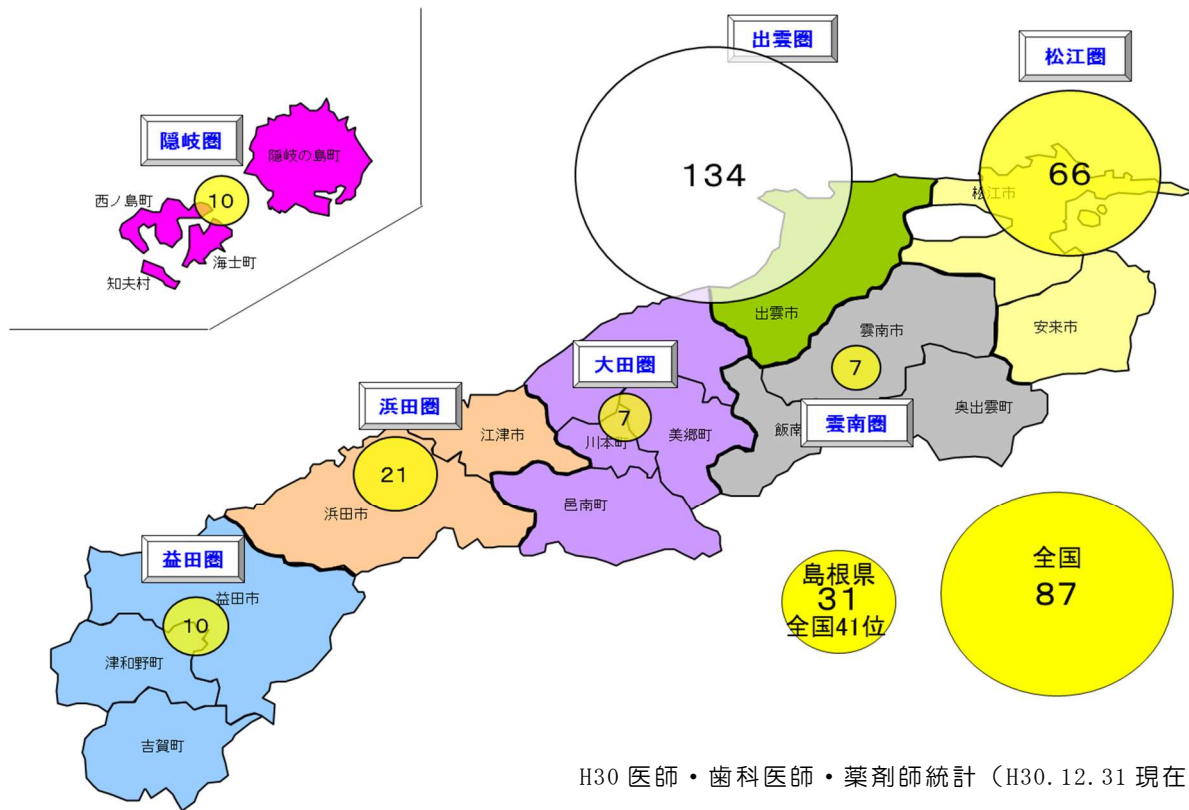 出雲圏
松江圏
134
66
松江市
隠岐圏
隠岐の島町
西ノ島町
10
海士町
知夫村
出雲市
雲南市
安来市
7
奥出雲町
飯南
雲南圏
大田圏
7
川本町
美郷町
邑南町
浜田圏
江津市
21
浜田市
益田圏
益田市
10
津和野町
吉賀町
島根県
31
全国41位
全国
87
H30 医師・歯科医師・薬剤師統計（H30.12.31 現在